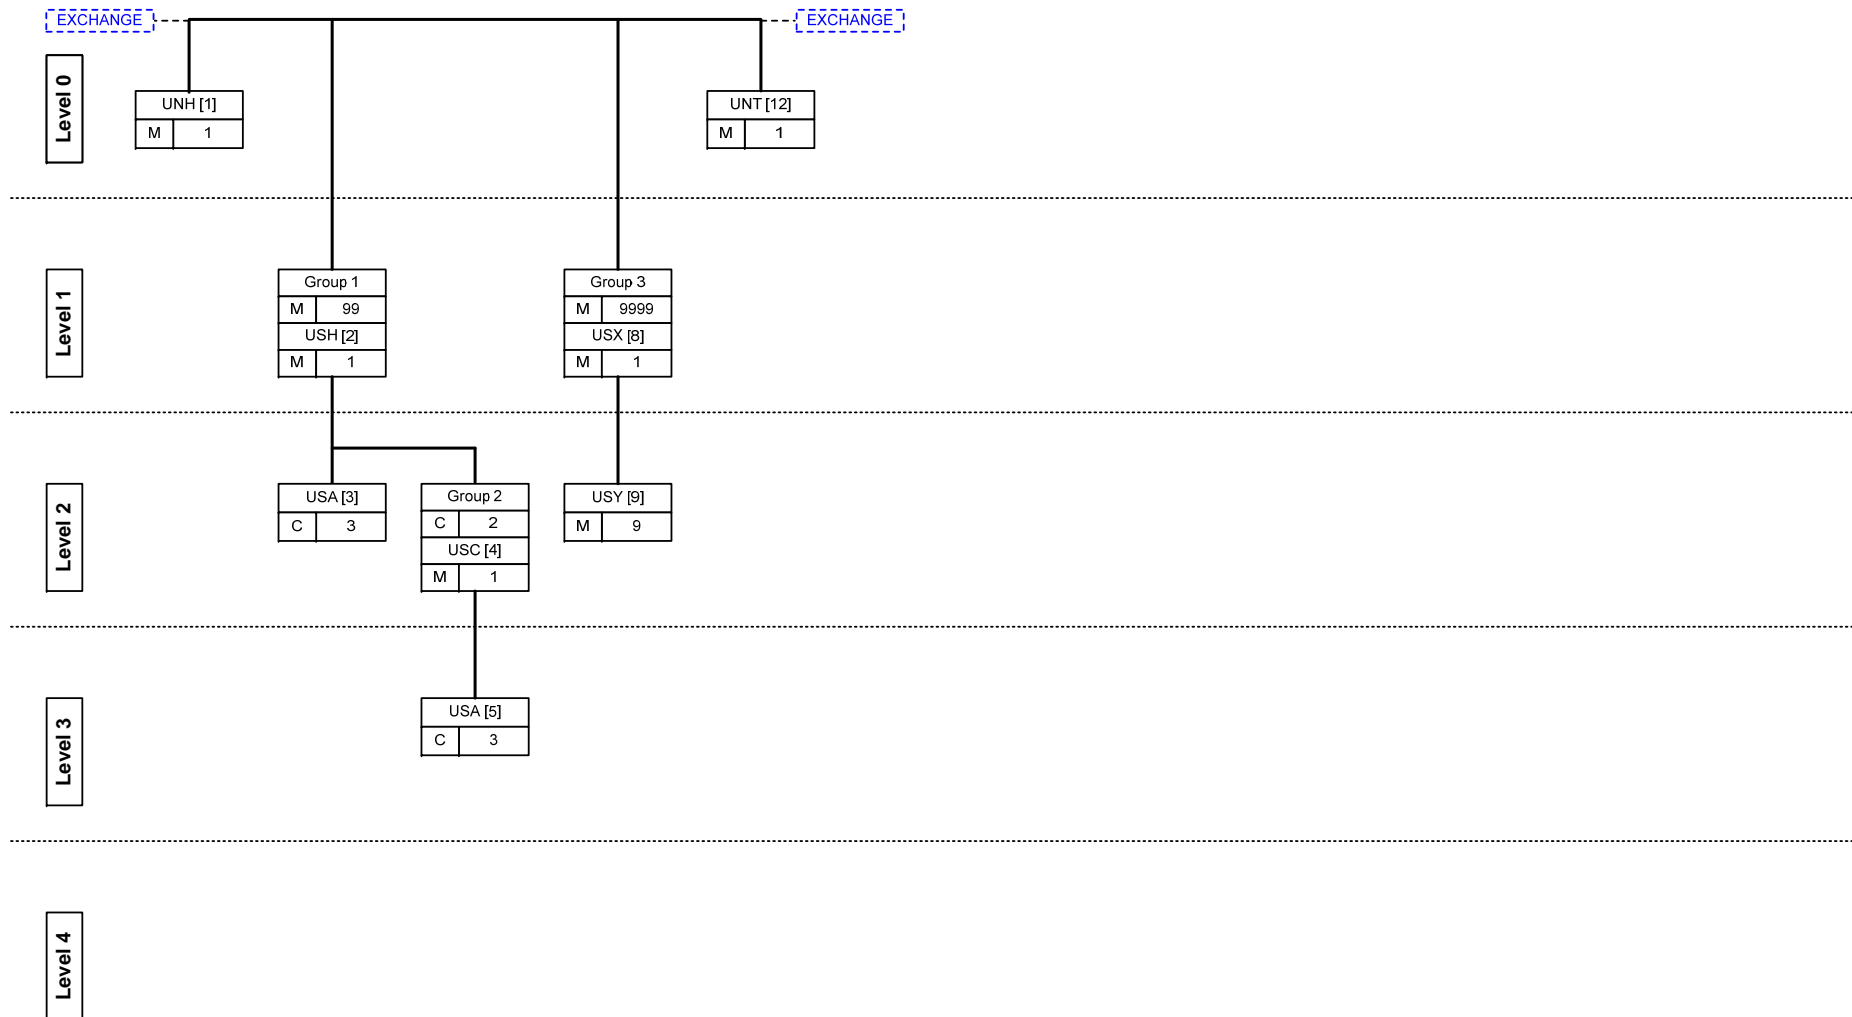 EXCHANGE
EXCHANGE
Level 0
UNH [1]
M 1
UNT [12]
M 1
Level 1
Group 1
M 99
USH [2]
M 1
Group 3
M 9999
USX [8]
M 1
Level 2
USA [3]
C 3
Group 2
C 2
USC [4]
M 1
USY [9]
M 9
Level 3
USA [5]
C 3
Level 4